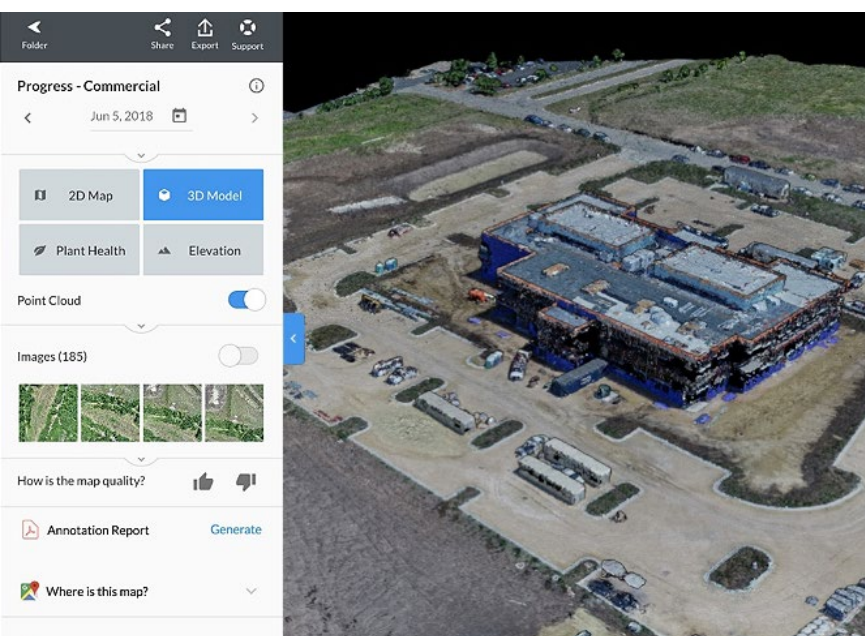 Folder
Share
Export
Support
Progress - Commercial
Jun 5, 2018
2D Map
3D Model
Plant Health
Elevation
Point Cloud
Images (185)
How is the map quality?
Annotation Report
Generate
Where is this map?